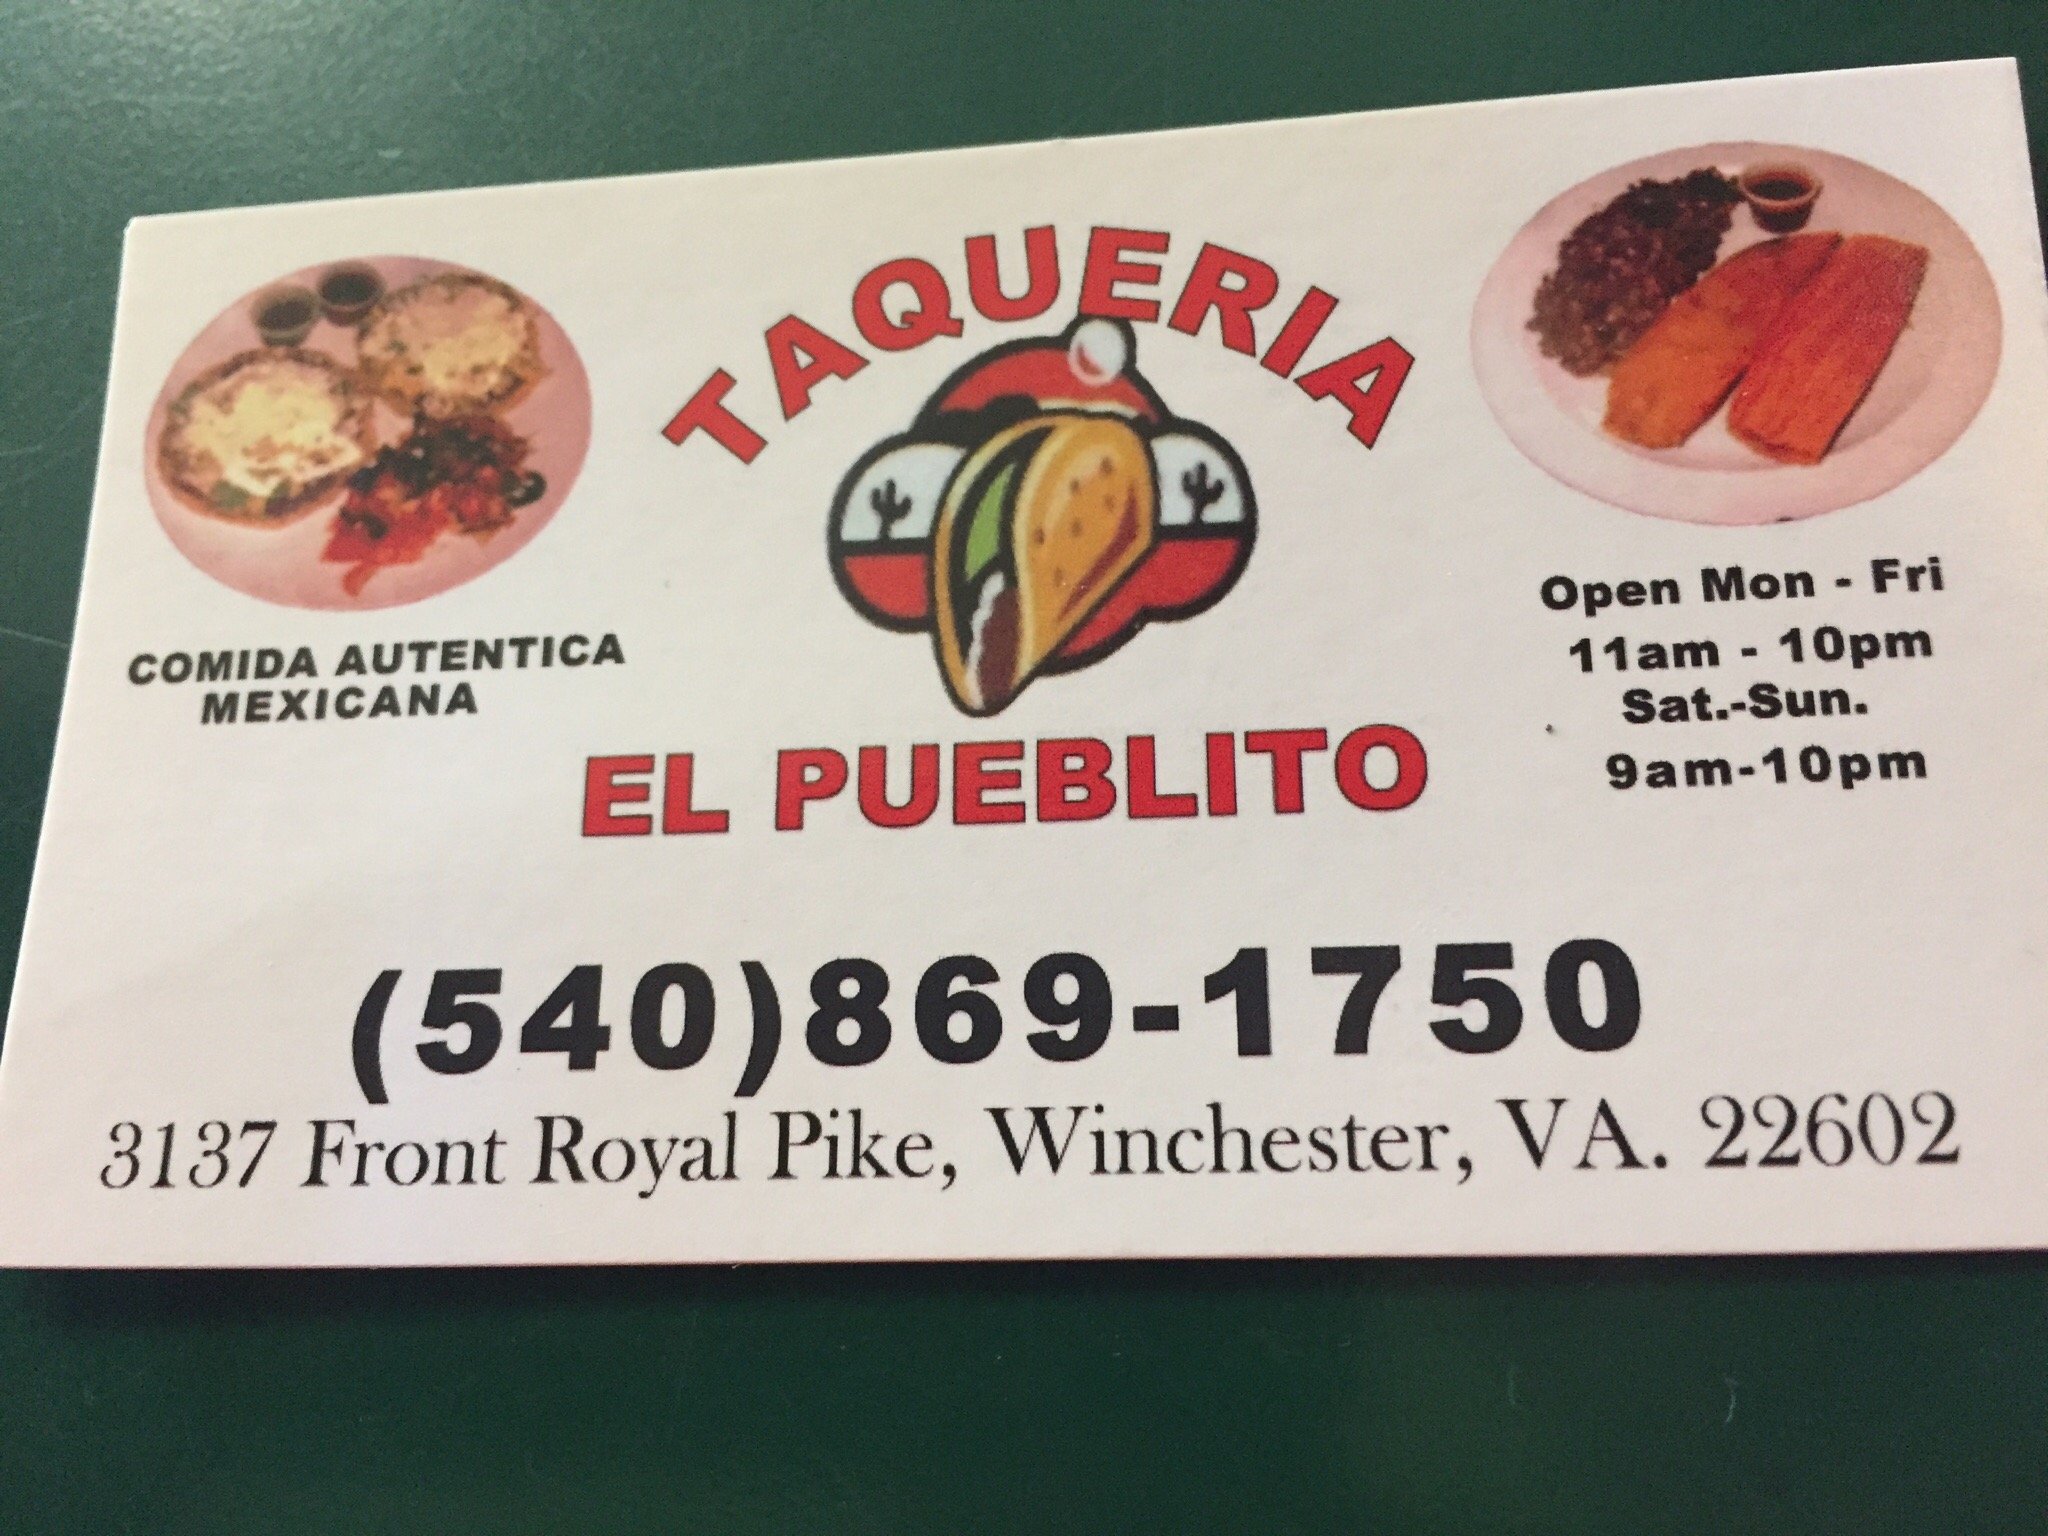 TAQUERIA
EL PUEBLITO
COMIDA AUTENTICA
MEXICANA
Open Mon - Fri
11am - 10pm
Sat.-Sun.
9am-10pm
(540)869-1750
3137 Front Royal Pike, Winchester, VA. 22602